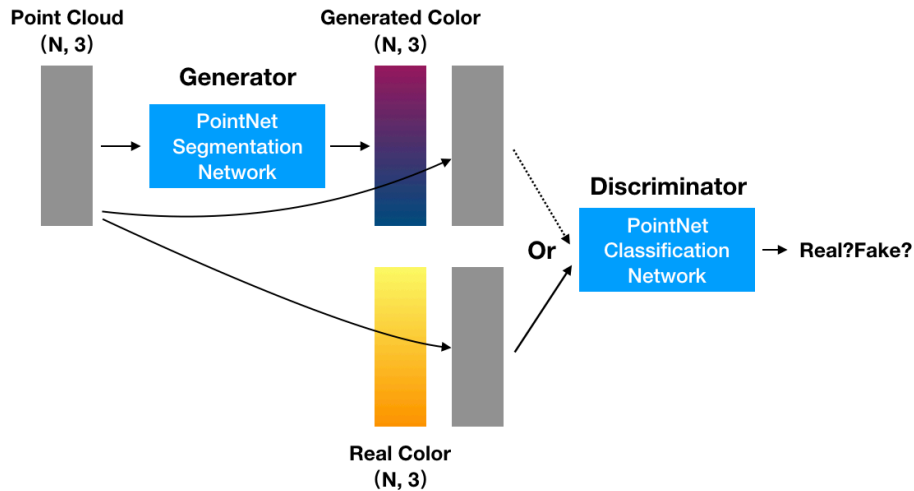 Point Cloud
(N, 3)
Generated Color
(N, 3)
Generator
PointNet
Segmentation
Network
Discriminator
PointNet
Classification
Network
Or
Real?Fake?
Real Color
(N, 3)